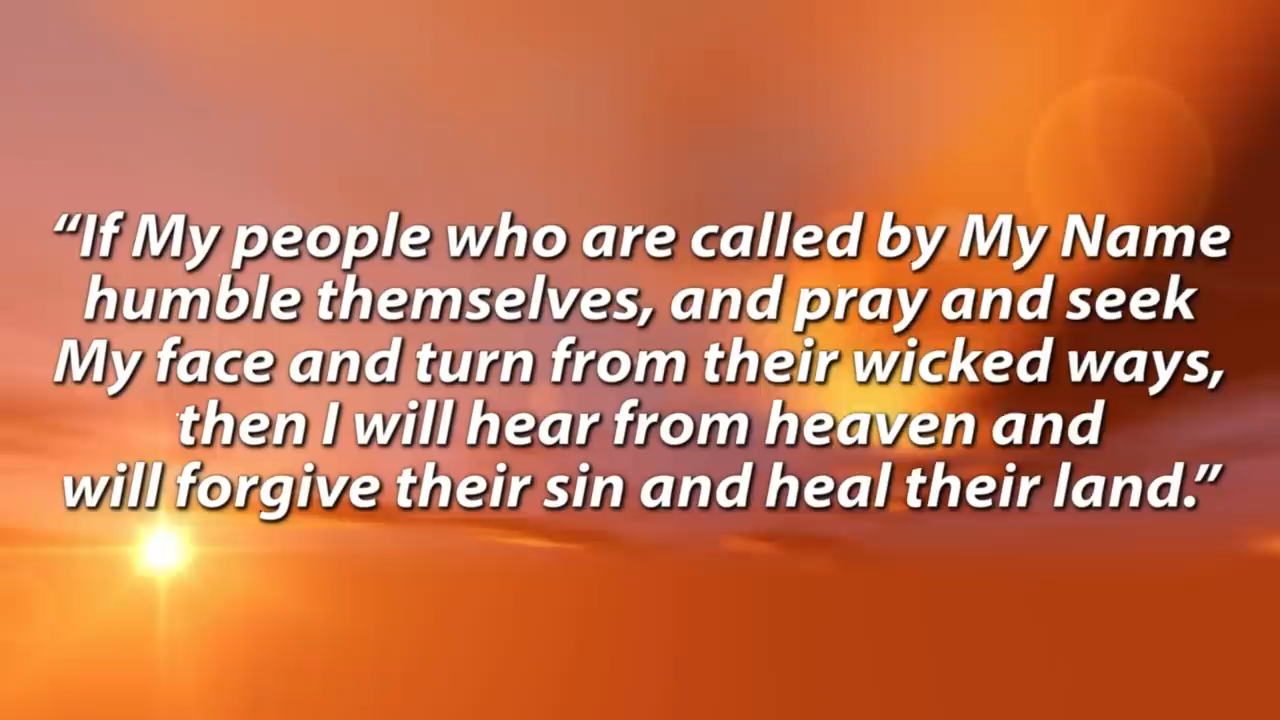 “If My people who are called by My Name
humble themselves, and pray and seek
My face and turn from their wicked ways,
then I will hear from heaven and
will forgive their sin and heal their land.”